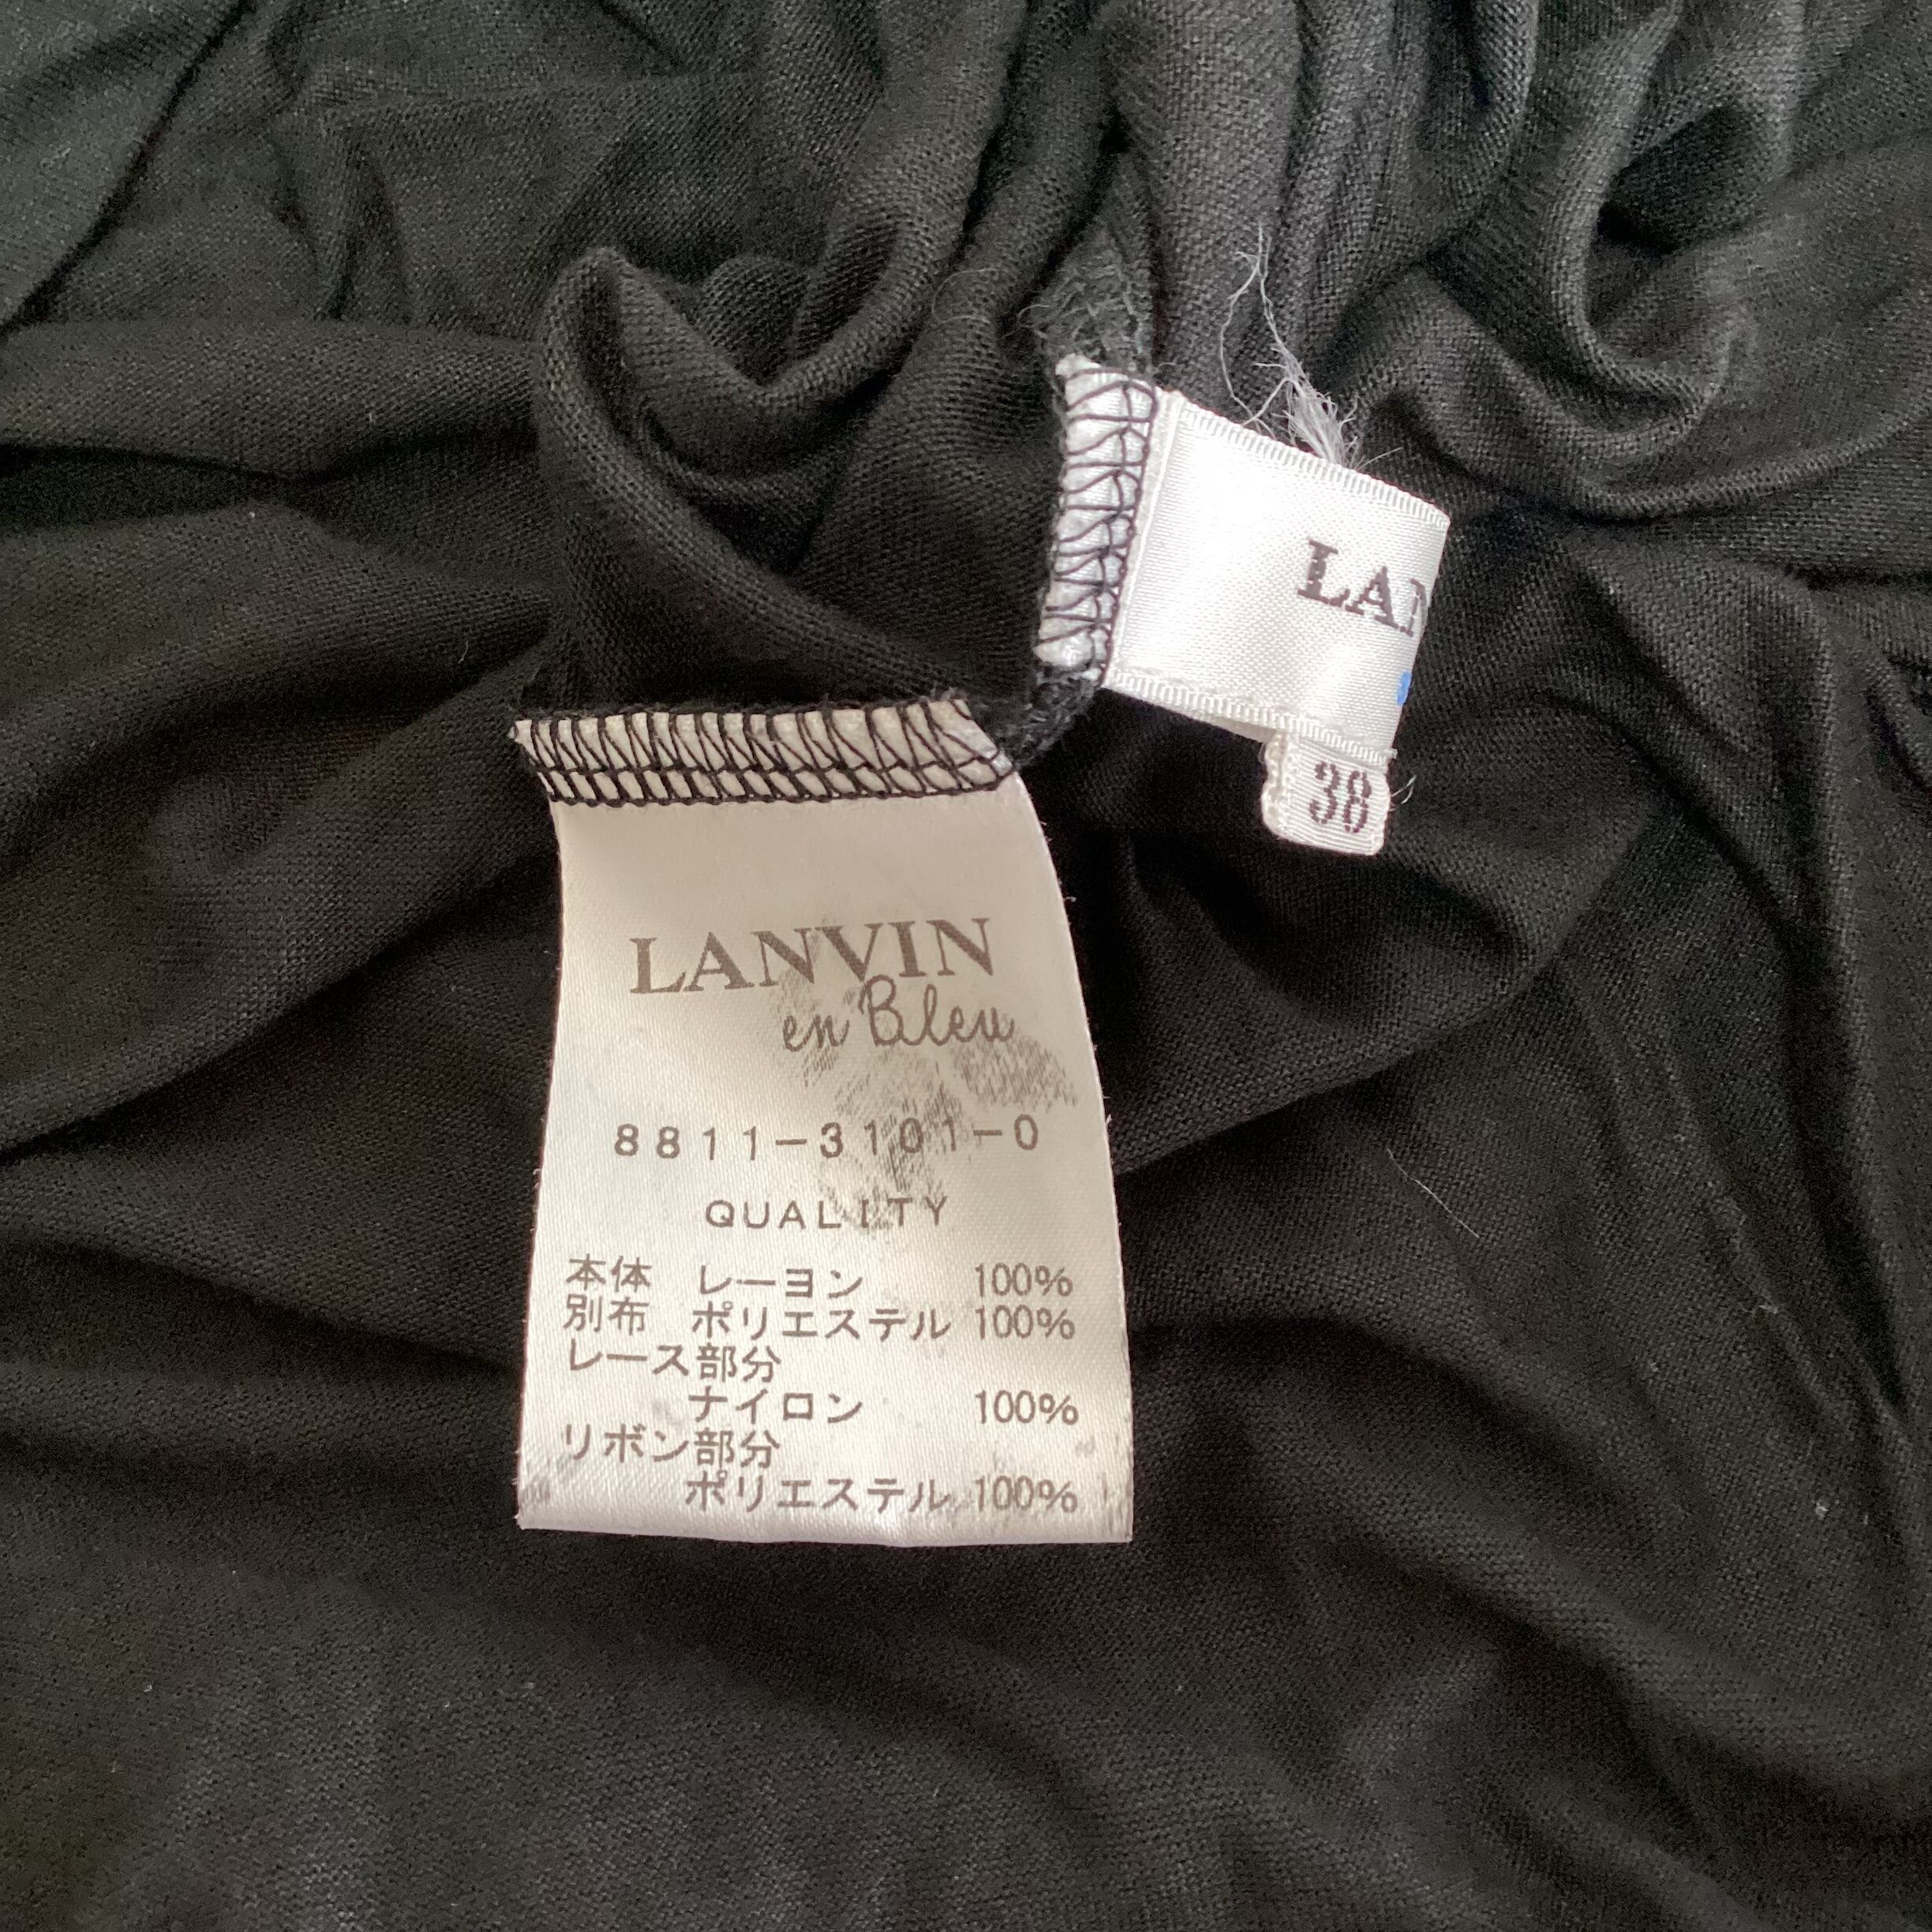 LAN
38
LANVIN
en Bleu
8811-3101-0
QUALITY
本体 レーヨン 100%
別布 ポリエステル 100%
レース部分
ナイロン 100%
リボン部分
ポリエステル 100%